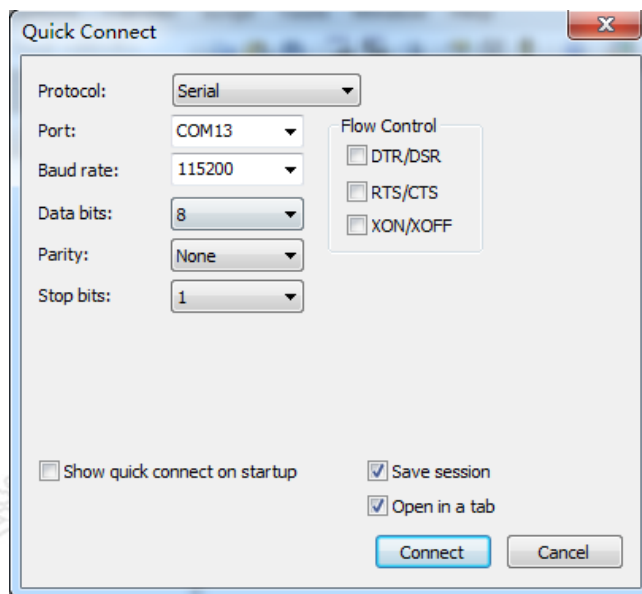 Quick Connect
Protocol: Serial
Port: COM13
Flow Control
Baud rate: 115200
DTR/DSR
Data bits: 8
RTS/CTS
XON/XOFF
Parity: None
Stop bits: 1
Show quick connect on startup
Save session
Open in a tab
Connect
Cancel